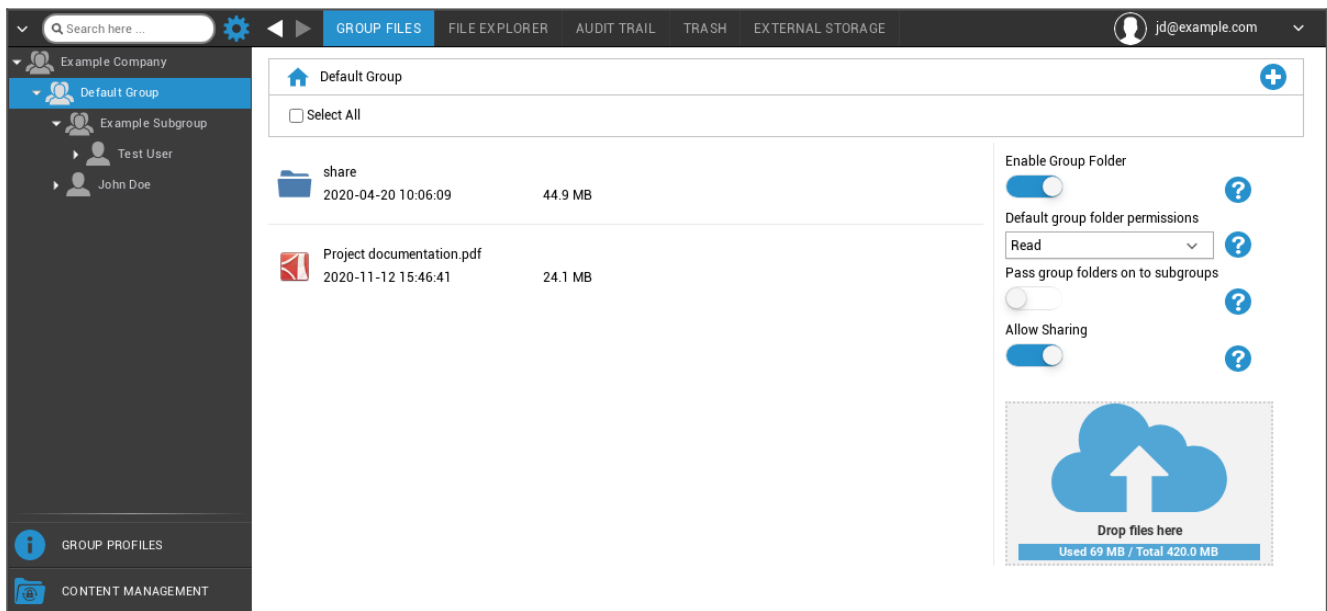 Search here ...
GROUP FILES
FILE EXPLORER
AUDIT TRAIL
TRASH
EXTERNAL STORAGE
jd@example.com
Example Company
Default Group
Example Subgroup
Test User
John Doe
GROUP PROFILES
CONTENT MANAGEMENT
Default Group
Select All
share
2020-04-20 10:06:09 44.9 MB
Project documentation.pdf
2020-11-12 15:46:41 24.1 MB
Enable Group Folder
?
Default group folder permissions
Read
?
Pass group folders on to subgroups
?
Allow Sharing
?
Drop files here
Used 69 MB / Total 420.0 MB